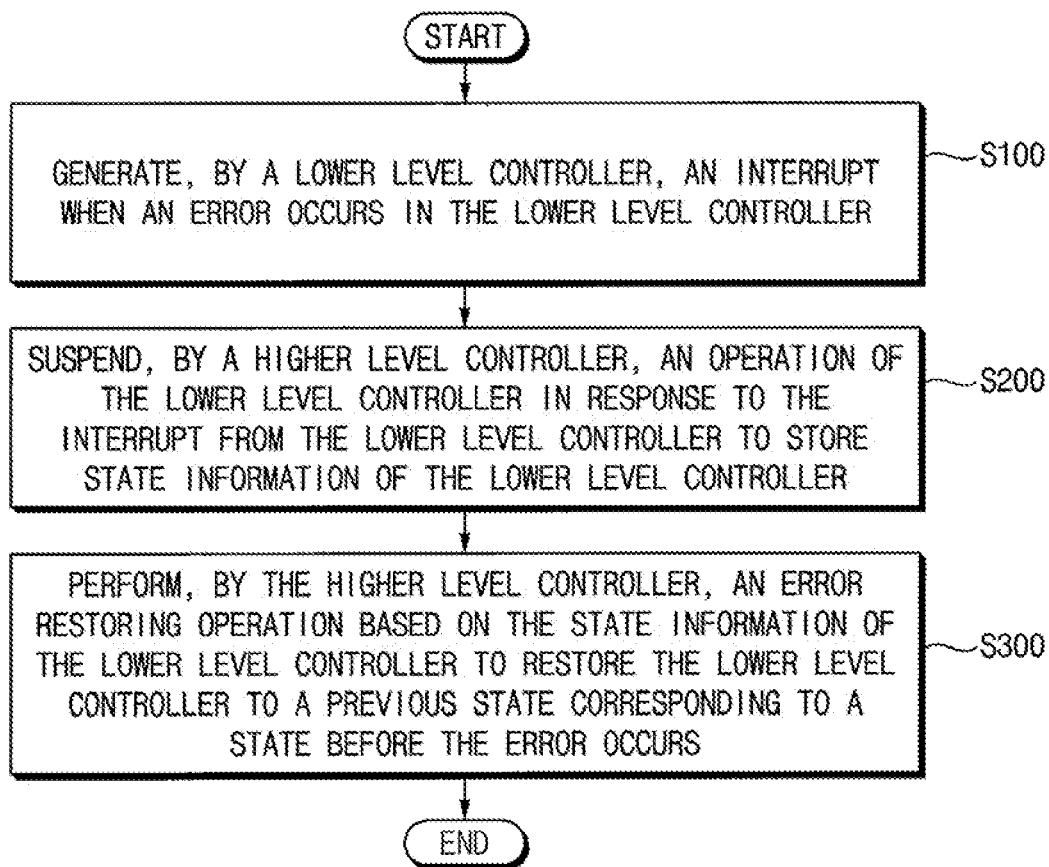 START
GENERATE, BY A LOWER LEVEL CONTROLLER, AN INTERRUPT
WHEN AN ERROR OCCURS IN THE LOWER LEVEL CONTROLLER
S100
SUSPEND, BY A HIGHER LEVEL CONTROLLER, AN OPERATION OF
THE LOWER LEVEL CONTROLLER IN RESPONSE TO THE
INTERRUPT FROM THE LOWER LEVEL CONTROLLER TO STORE
STATE INFORMATION OF THE LOWER LEVEL CONTROLLER
S200
PERFORM, BY THE HIGHER LEVEL CONTROLLER, AN ERROR
RESTORING OPERATION BASED ON THE STATE INFORMATION OF
THE LOWER LEVEL CONTROLLER TO RESTORE THE LOWER LEVEL
CONTROLLER TO A PREVIOUS STATE CORRESPONDING TO A
STATE BEFORE THE ERROR OCCURS
S300
END